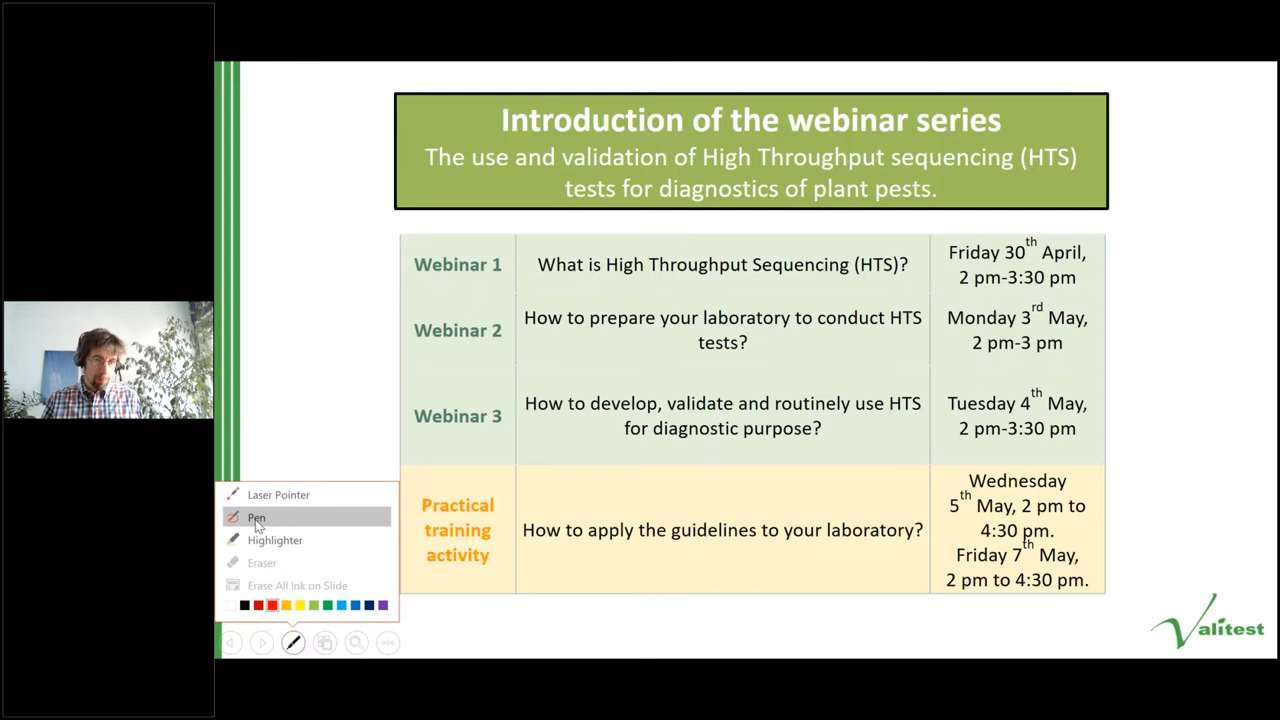 Introduction of the webinar series
The use and validation of High Throughput sequencing (HTS)
tests for diagnostics of plant pests.
Webinar 1
What is High Throughput Sequencing (HTS)?
Friday 30th April,
2 pm-3:30 pm
Webinar 2
How to prepare your laboratory to conduct HTS
tests?
Monday 3rd May,
2 pm-3 pm
Webinar 3
How to develop, validate and routinely use HTS
for diagnostic purpose?
Tuesday 4th May,
2 pm-3:30 pm
Practical
training
activity
How to apply the guidelines to your laboratory?
Wednesday
5th May, 2 pm to
4:30 pm.
Friday 7th May,
2 pm to 4:30 pm.
Laser Pointer
Pen
Highlighter
Eraser
Erase All Ink on Slide
Valitest